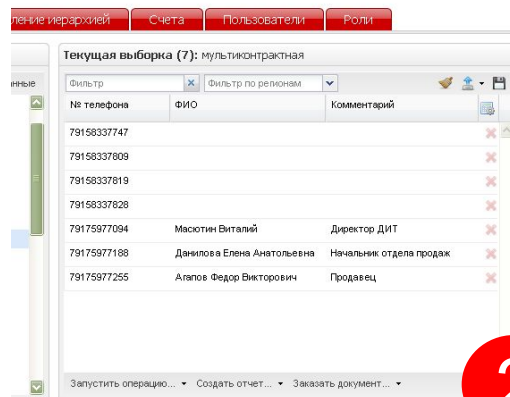 ление иерархией Счета Пользователи Роли
Текущая выборка (7): мультиконтрактная
нные Фильтр Фильтр по регионам
№ телефона ФИО Комментарий
79158337747
79158337809
79158337819
79158337828
79175977094 Масютин Виталий Директор ДИТ
79175977188 Данилова Елена Анатольевна Начальник отдела продаж
79175977255 Агапов Федор Викторович Продавец
Запустить операцию... Создать отчет... Заказать документ...